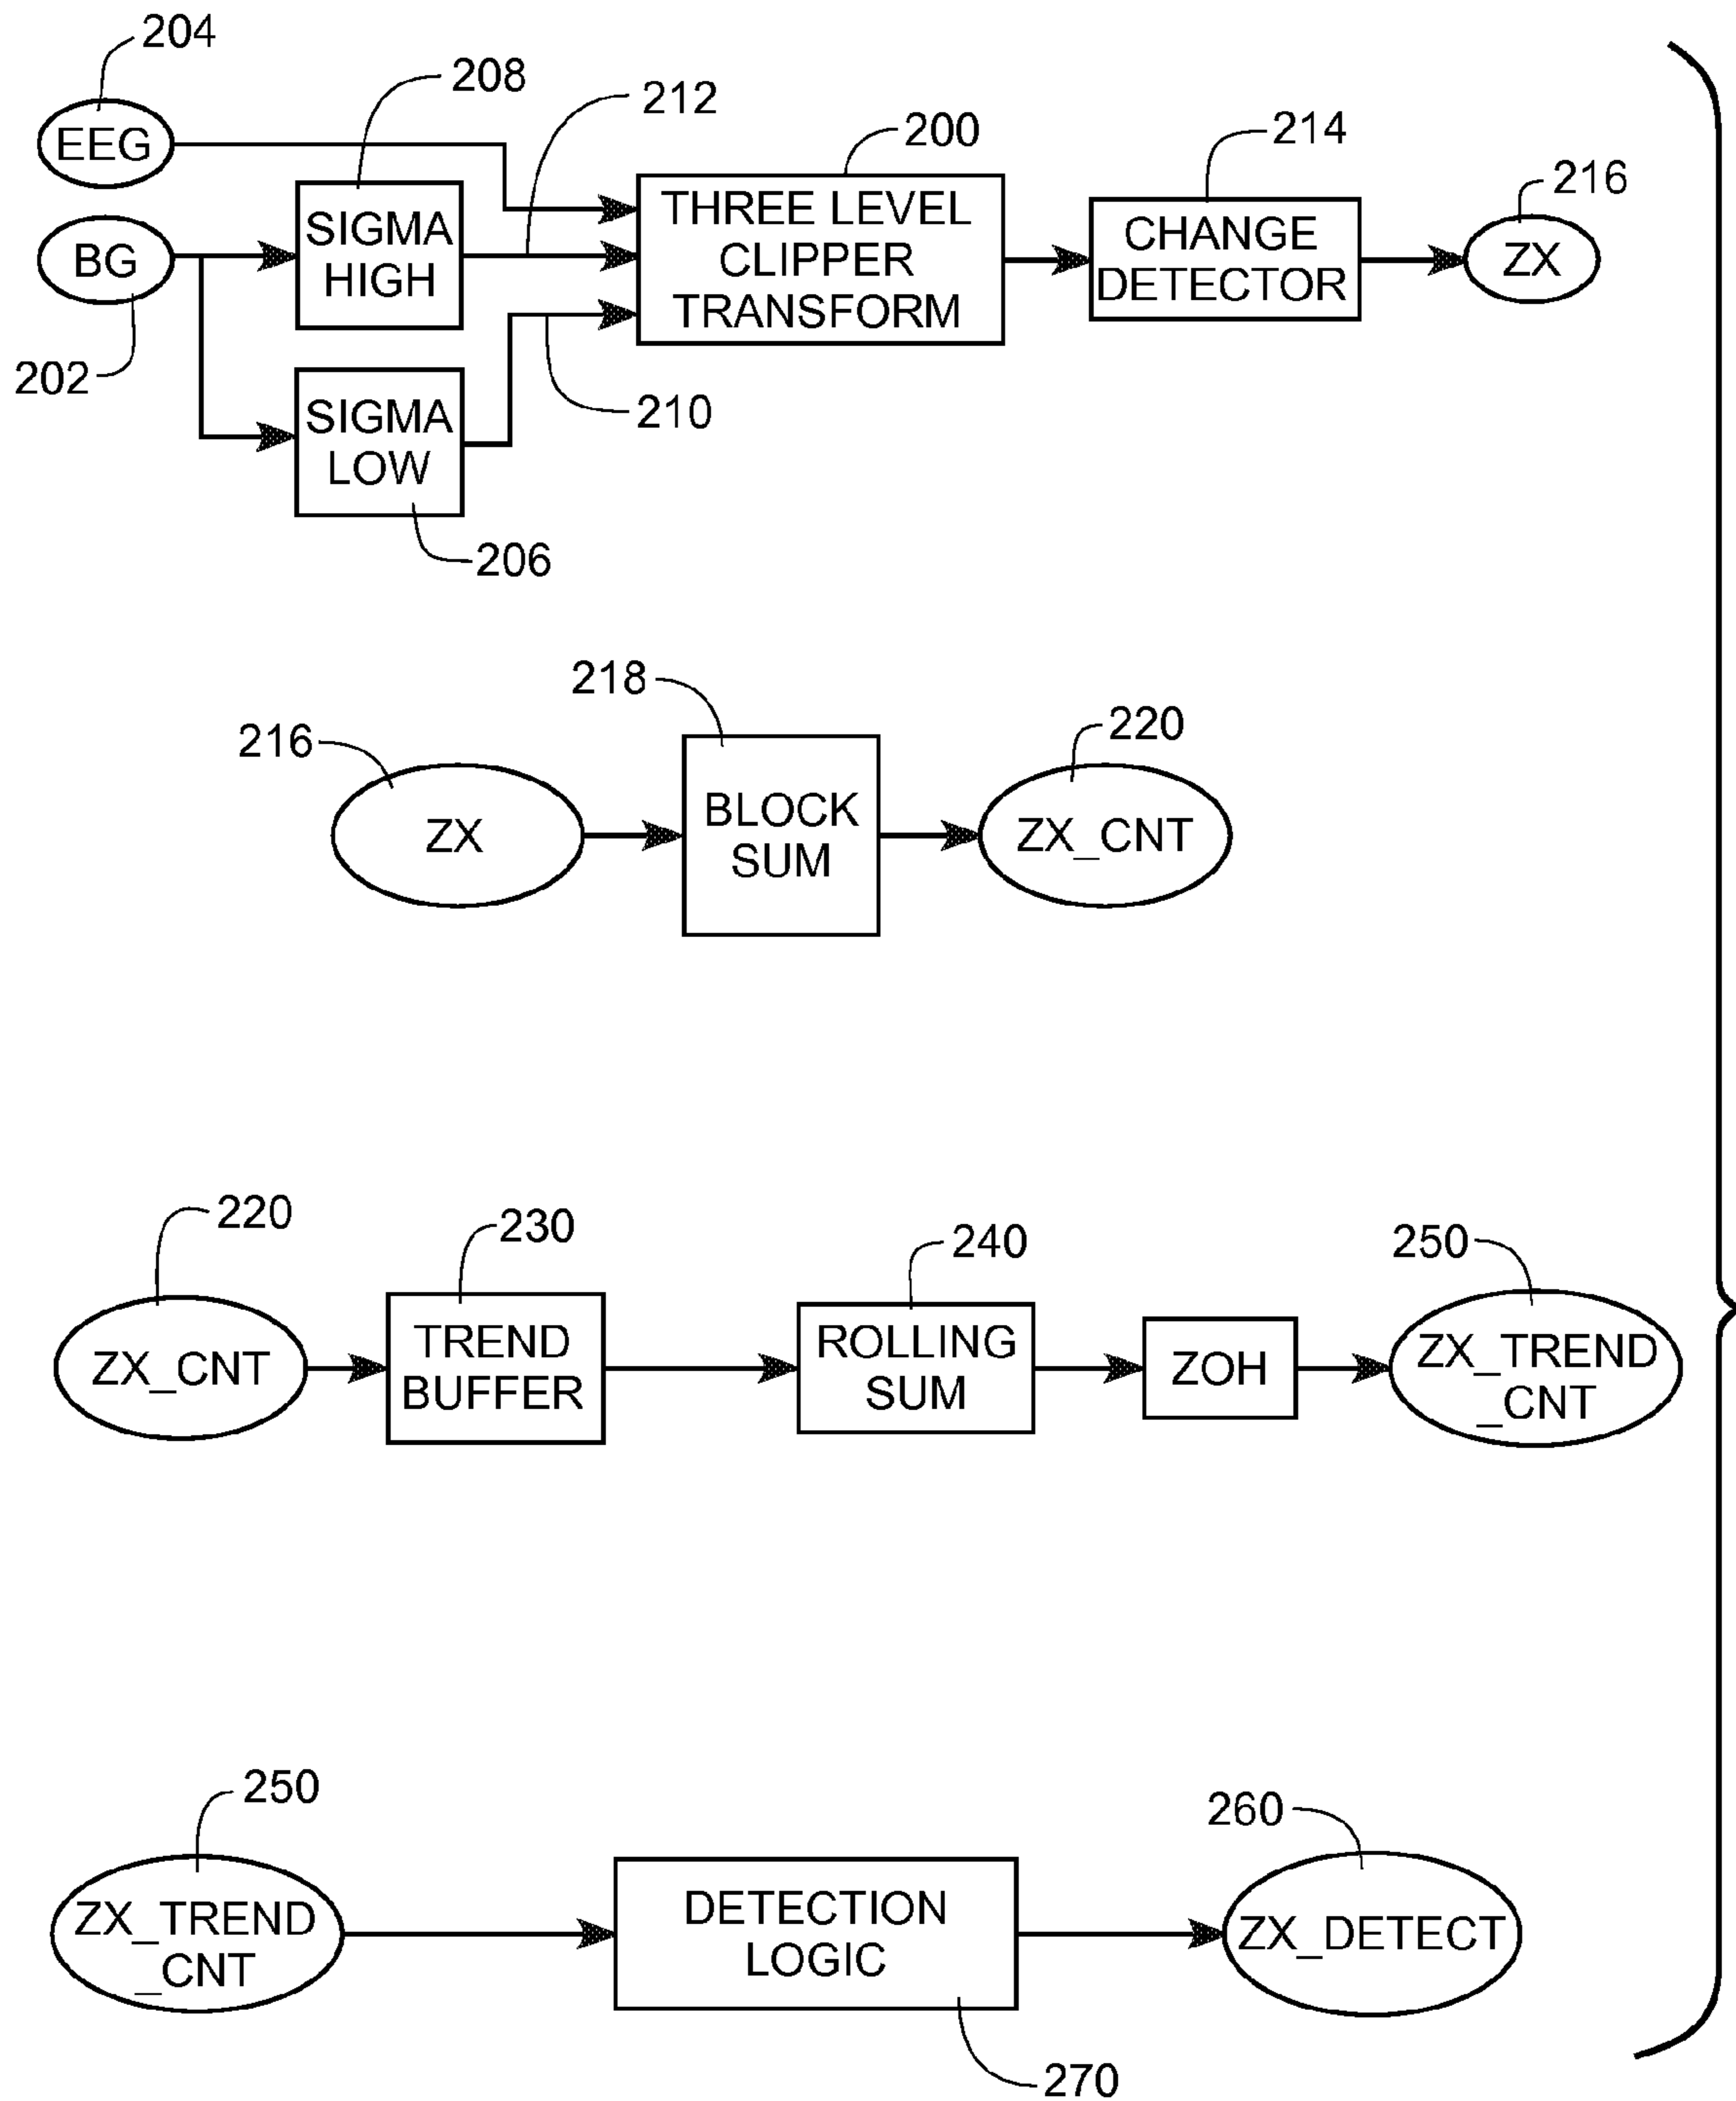 204
208
212
200
214
216
EEG
BG
SIGMA
HIGH
THREE LEVEL
CLIPPER
TRANSFORM
CHANGE
DETECTOR
ZX
202
SIGMA
LOW
210
206
218
216
220
ZX
BLOCK
SUM
ZX_CNT
220
230
240
250
ZX_CNT
TREND
BUFFER
ROLLING
SUM
ZOH
ZX_TREND
_CNT
250
260
ZX_TREND
_CNT
DETECTION
LOGIC
ZX_DETECT
270